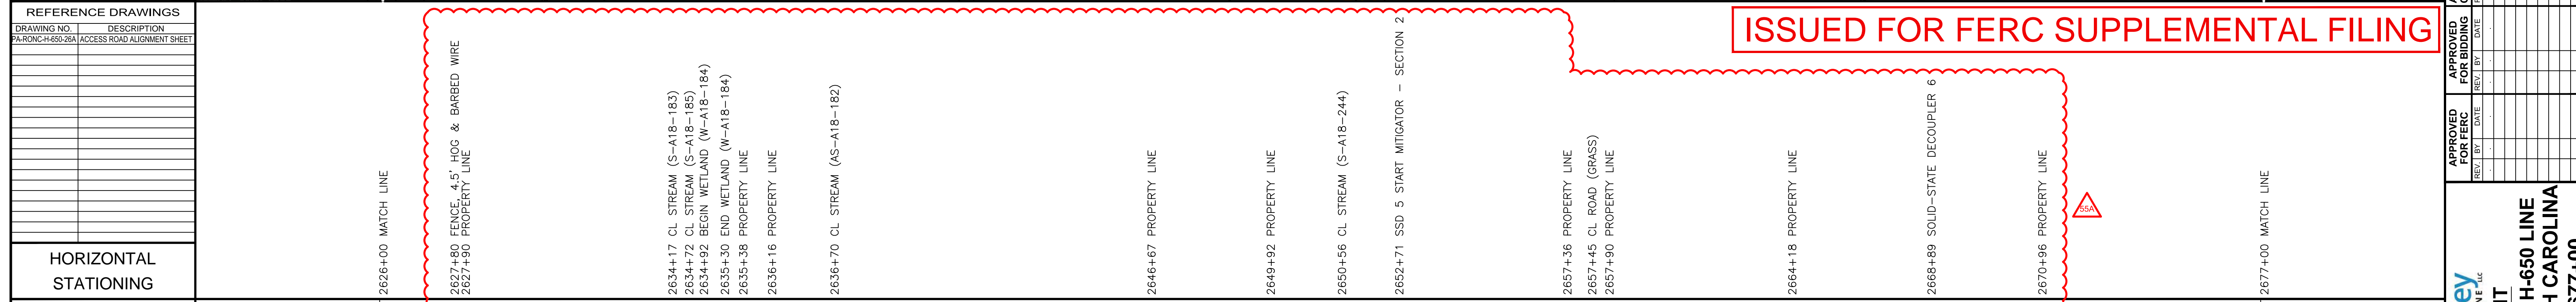 REFERENCE DRAWINGS
DRAWING NO. DESCRIPTION
PA-RONC-H-650-26A ACCESS ROAD ALIGNMENT SHEET
HORIZONTAL
STATIONING
2626+00 MATCH LINE
2627+80 FENCE, 4.5' HOG & BARBED WIRE
2627+90 PROPERTY LINE
2634+17 CL STREAM (S-A18-183)
2634+72 CL STREAM (S-A18-185)
2634+92 BEGIN WETLAND (W-A18-184)
2635+30 END WETLAND (W-A18-184)
2635+38 PROPERTY LINE
2636+16 PROPERTY LINE
2636+70 CL STREAM (AS-A18-182)
2646+67 PROPERTY LINE
2649+92 PROPERTY LINE
2650+56 CL STREAM (S-A18-244)
2652+71 SSD 5 START MITIGATOR - SECTION 2
2657+36 PROPERTY LINE
2657+45 CL ROAD (GRASS)
2657+90 PROPERTY LINE
2664+18 PROPERTY LINE
2668+89 SOLID-STATE DECOUPLER 6
2670+96 PROPERTY LINE
55A
2677+00 MATCH LINE
ISSUED FOR FERC SUPPLEMENTAL FILING
APPROVED
FOR BIDDING
REV. BY DATE
APPROVED
FOR FERC
REV. BY DATE
H-650 LINE
H CAROLINA
ey
LLC